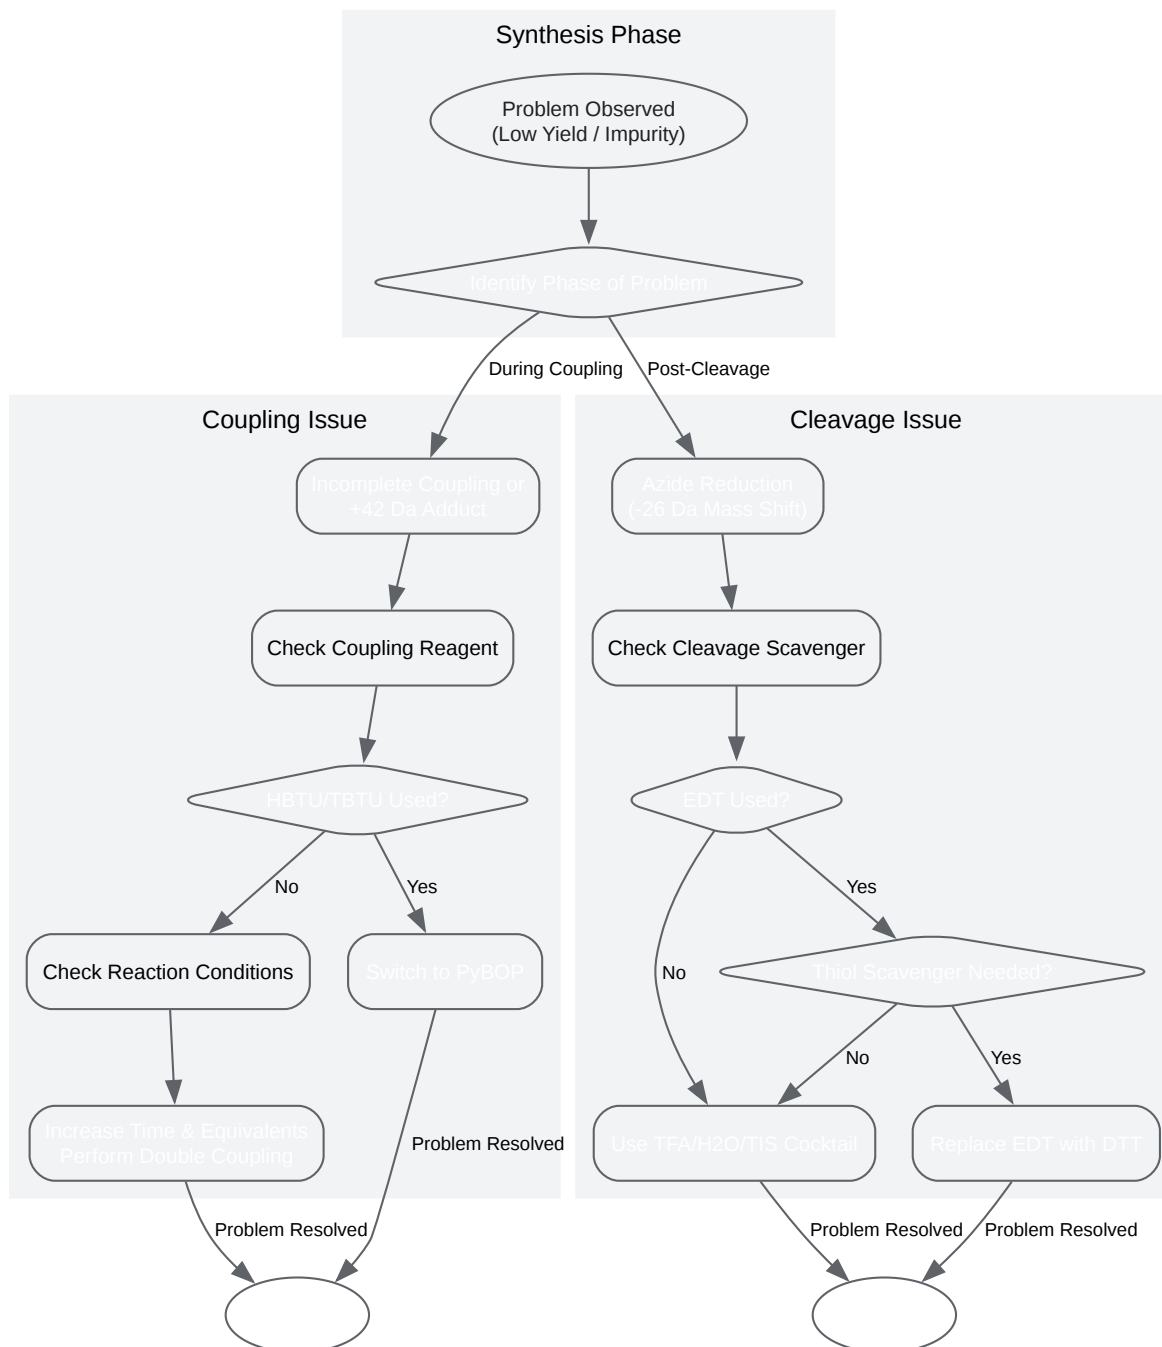 Synthesis Phase
Problem Observed
(Low Yield / Impurity)
Identify Phase of Problem
During Coupling
Post-Cleavage
Coupling Issue
Cleavage Issue
Incomplete Coupling or
+42 Da Adduct
Azide Reduction
(-26 Da Mass Shift)
Check Coupling Reagent
Check Cleavage Scavenger
HBTU/TBTU Used?
EDT Used?
No
Yes
Yes
Check Reaction Conditions
Switch to PyBOP
No
Thiol Scavenger Needed?
No
Yes
Increase Time & Equivalents
Perform Double Coupling
Problem Resolved
Use TFA/H2O/TIS Cocktail
Replace EDT with DTT
Problem Resolved
Problem Resolved
Problem Resolved